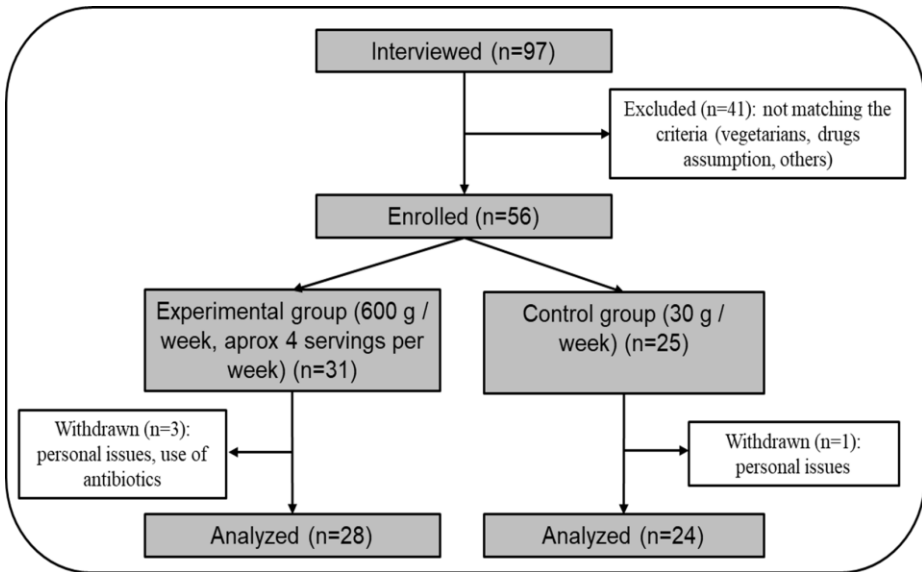 Interviewed (n=97)
Excluded (n=41): not matching the
criteria (vegetarians, drugs
assumption, others)
Enrolled (n=56)
Experimental group (600 g /
week, aprox 4 servings per
week) (n=31)
Control group (30 g /
week) (n=25)
Withdrawn (n=3):
personal issues, use of
antibiotics
Withdrawn (n=1):
personal issues
Analyzed (n=28)
Analyzed (n=24)